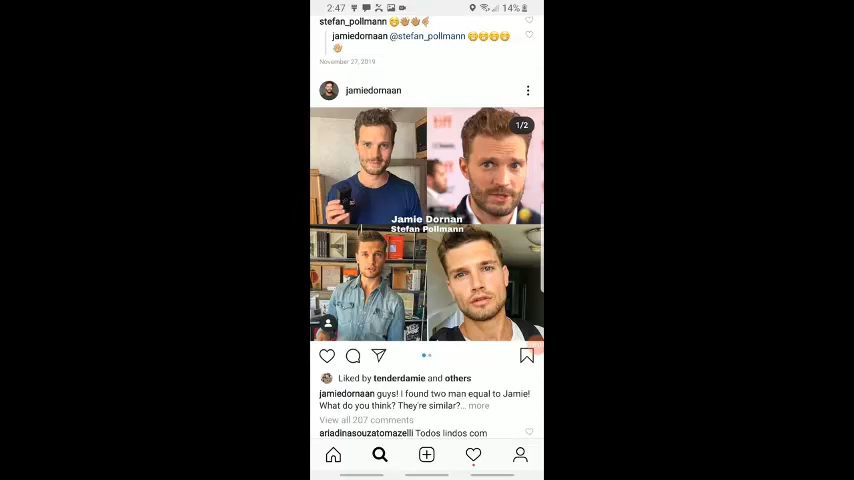 2:47
14%
stefan_pollmann 😁👏🏼👏🏼☝🏼
jamiedornaan @stefan_pollmann 😁😁😁😁
👏🏼
November 27, 2019
jamiedornaan
tiff
1/2
Jamie Dornan
Stefan Pollmann
Liked by tenderdamie and others
jamiedornaan guys! I found two man equal to Jamie!
What do you think? They're similar?... more
View all 207 comments
ariadinasouzatomazelli Todos lindos com